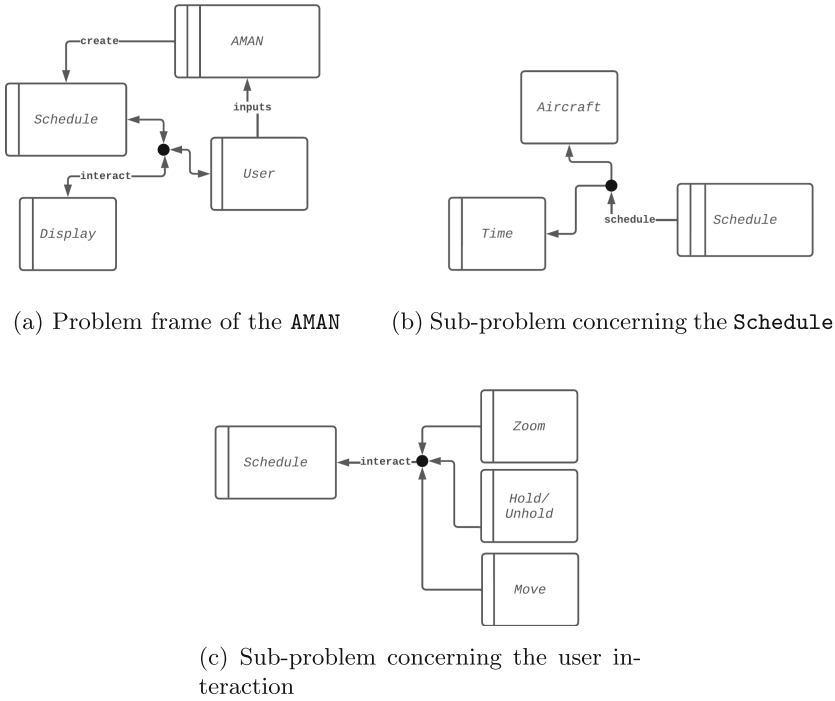 create
AMAN
inputs
Schedule
User
interact
Display
Aircraft
Time
schedule
Schedule
(a) Problem frame of the AMAN
(b) Sub-problem concerning the Schedule
Zoom
Schedule
interact
Hold/
Unhold
Move
(c) Sub-problem concerning the user in-
teraction